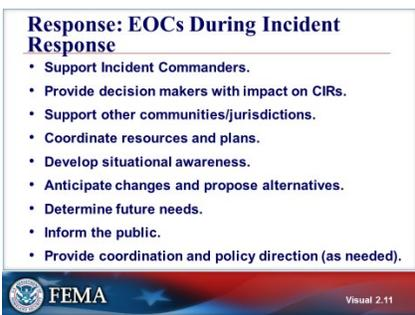 Response: EOCs During Incident
Response
• Support Incident Commanders.
• Provide decision makers with impact on CIRs.
• Support other communities/jurisdictions.
• Coordinate resources and plans.
• Develop situational awareness.
• Anticipate changes and propose alternatives.
• Determine future needs.
• Inform the public.
• Provide coordination and policy direction (as needed).
FEMA
Visual 2.11